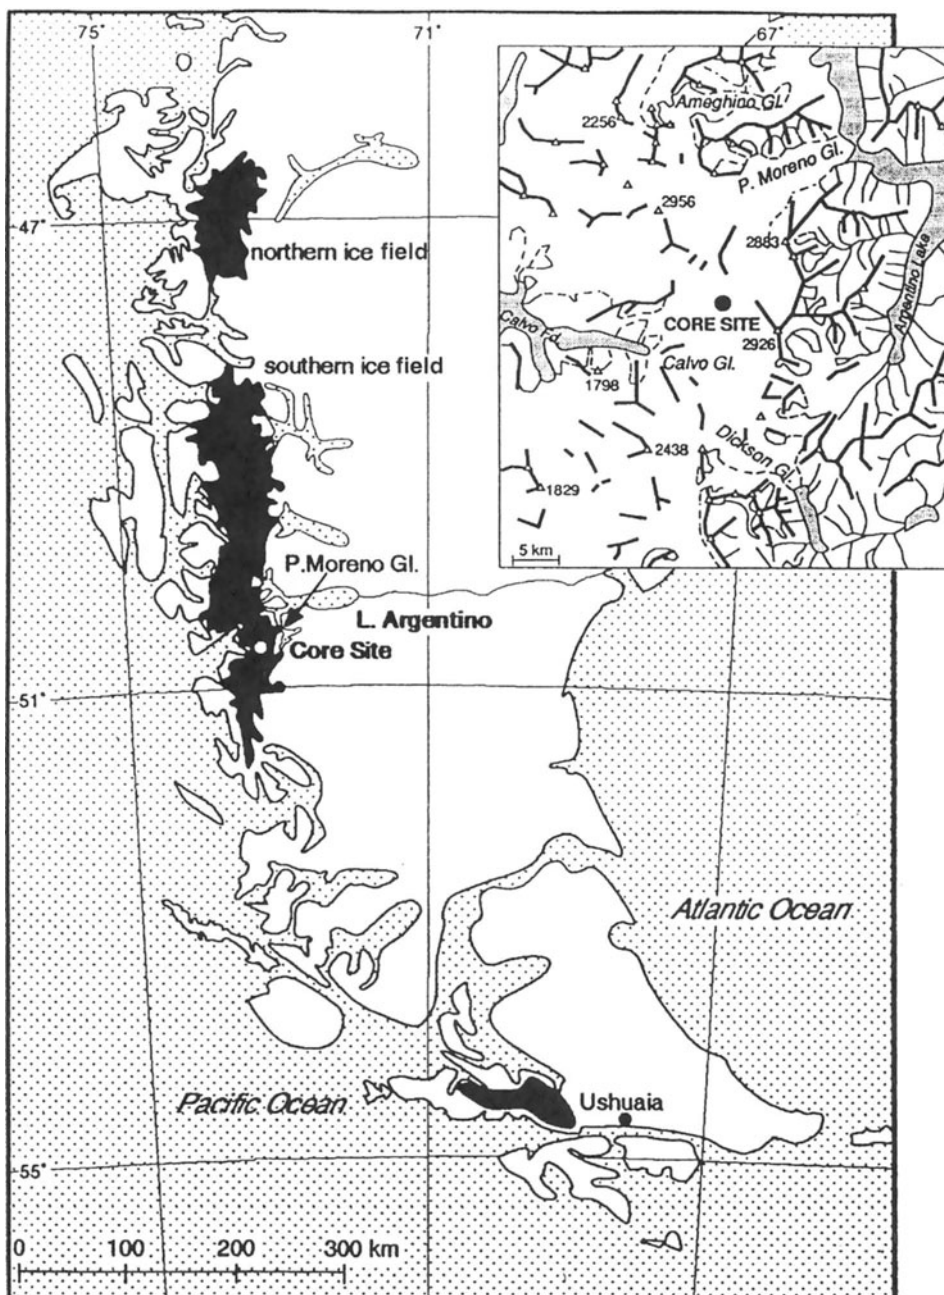 75°
71°
67°
47°
northern ice field
southern ice field
P.Moreno Gl.
L. Argentino
Core Site
51°
Atlantic Ocean
Pacific Ocean
Ushuaia
55°
0 100 200 300 km
Ameghino Gl.
2256
P. Moreno Gl.
2956
2883
Argentino Lake
CORE SITE
2926
Calvo Fd.
Calvo Gl.
1798
Dickson Gl.
2438
1829
5 km